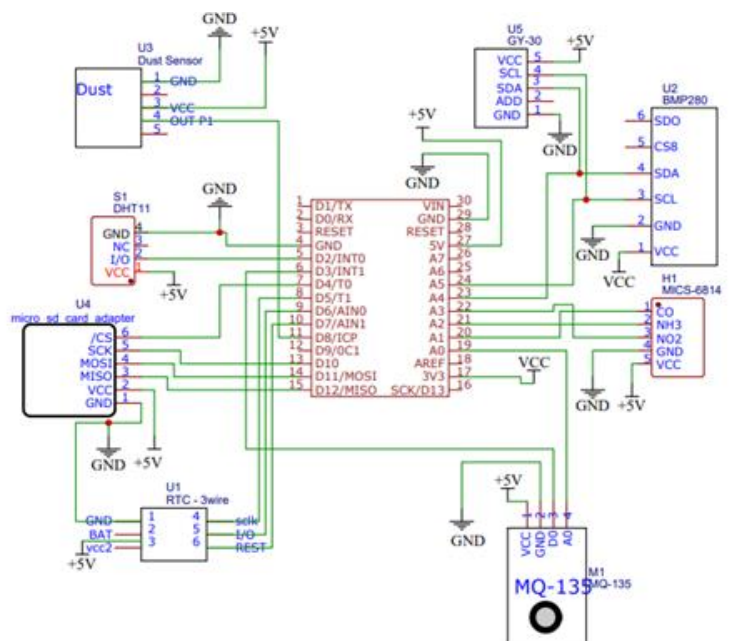 GND
+5V
U3
Dust Sensor
Dust
1 GND
2
3 VCC
4 OUT P1
5
U5
GY-30
+5V
VCC 5
SCL 4
SDA 3
ADD 2
GND 1
GND
U2
BMP280
6 SDO
5 CS8
4 SDA
3 SCL
2 GND
1 VCC
GND
VCC
+5V
GND
S1
DHT11
GND 4
NC 3
I/O 2
VCC 1
GND
+5V
1 D1/TX VIN 30
2 D0/RX GND 29
3 RESET RESET 28
4 GND 5V 27
5 D2/INT0 A7 26
6 D3/INT1 A6 25
7 D4/T0 A5 24
8 D5/T1 A4 23
9 D6/AIN0 A3 22
10 D7/AIN1 A2 21
11 D8/ICP A1 20
12 D9/0C1 A0 19
13 D10 AREF 18
14 D11/MOSI 3V3 17
15 D12/MISO SCK/D13 16
VCC
H1
MICS-6814
1 CO
2 NH3
3 NO2
4 GND
5 VCC
GND
+5V
U4
micro_sd_card_adapter
/CS 6
SCK 5
MOSI 4
MISO 3
VCC 2
GND 1
GND
+5V
U1
RTC - 3wire
GND 1 4 sclk
BAT 2 5 I/O
vcc2 3 6 REST
+5V
+5V
GND
1 2 3 4
VCC GND D0 A0
M1
MQ-135
MQ-135